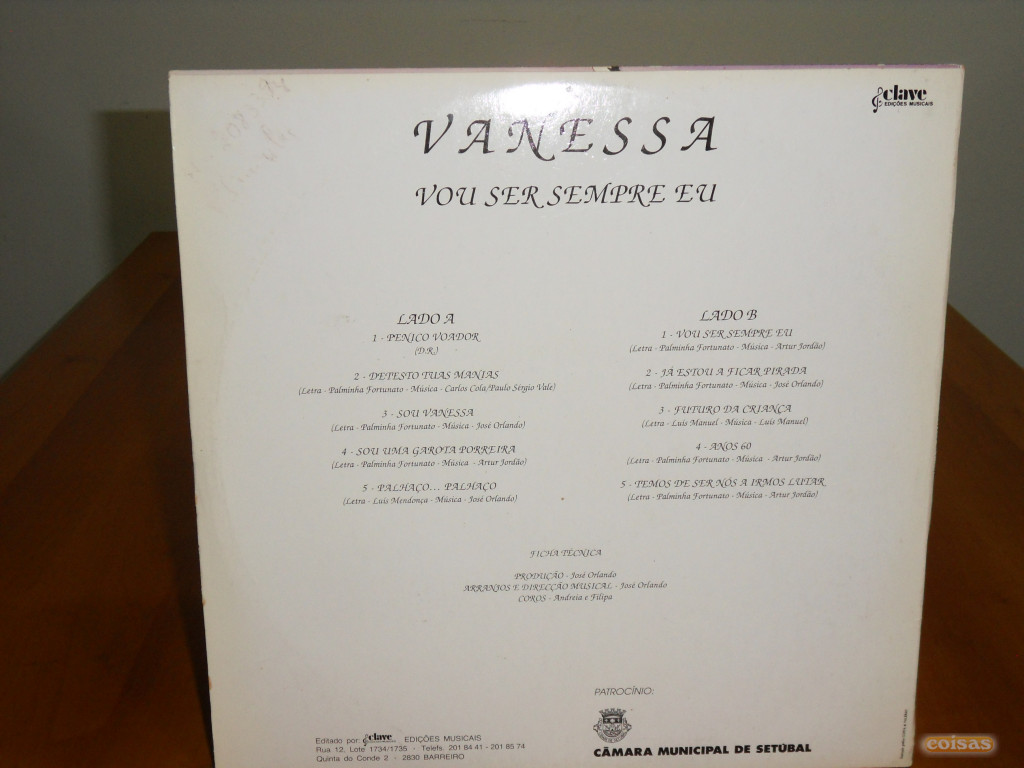 clave
EDIÇÕES MUSICAIS
VANESSA
VOU SER SEMPRE EU
LADO A
1 - PENICO VOADOR
(D.R.)
2 - DETESTO TUAS MANIAS
(Letra - Palminha Fortunato - Música - Carlos Cola/Paulo Sérgio Vale)
3 - SOU VANESSA
(Letra - Palminha Fortunato - Música - José Orlando)
4 - SOU UMA GAROTA PORREIRA
(Letra - Palminha Fortunato - Música - Artur Jordão)
5 - PALHAÇO... PALHAÇO
(Letra - Luís Mendonça - Música - José Orlando)
LADO B
1 - VOU SER SEMPRE EU
(Letra - Palminha Fortunato - Música - Artur Jordão)
2 - JÁ ESTOU A FICAR PIRADA
(Letra - Palminha Fortunato - Música - José Orlando)
3 - FUTURO DA CRIANÇA
(Letra - Luís Manuel - Música - Luís Manuel)
4 - ANOS 60
(Letra - Palminha Fortunato - Música - Artur Jordão)
5 - TEMOS DE SER NÓS A IRMOS LUTAR
(Letra - Palminha Fortunato - Música - Artur Jordão)
FICHA TÉCNICA
PRODUÇÃO - José Orlando
ARRANJOS E DIRECÇÃO MUSICAL - José Orlando
COROS - Andreia e Filipa
PATROCÍNIO:
CÂMARA MUNICIPAL DE SETÚBAL
Editado por: clave EDIÇÕES MUSICAIS
Rua 12, Lote 1734/1735 - Telefs. 201 84 41 - 201 85 74
Quinta do Conde 2 - 2830 BARREIRO
coisas